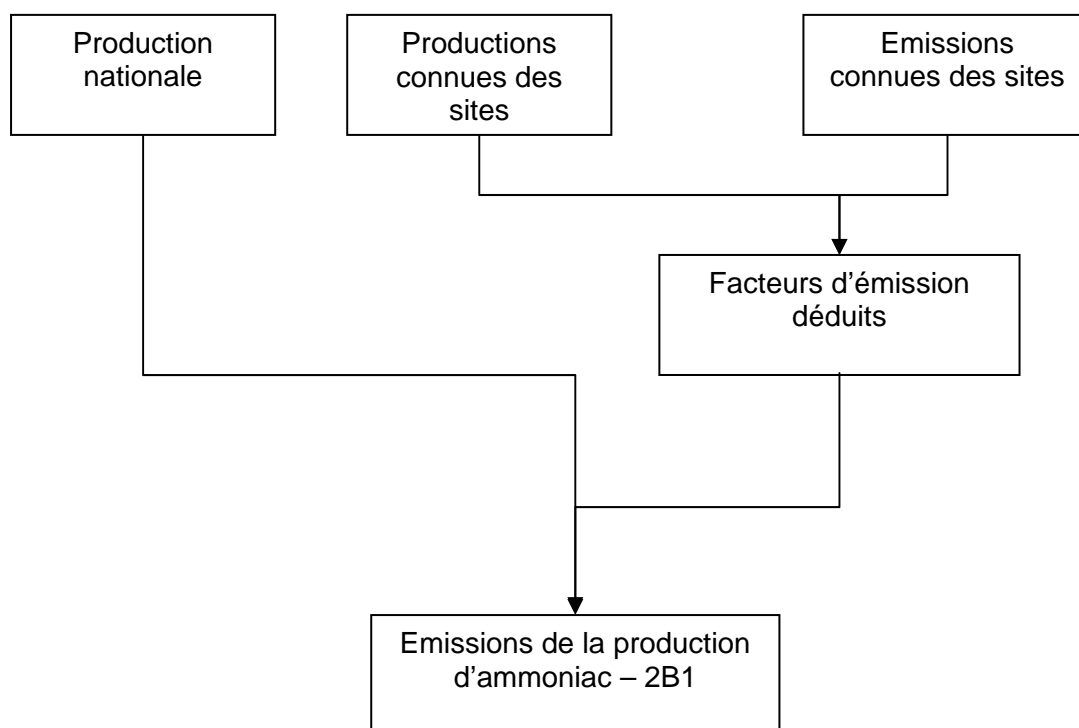 Production
nationale
Productions
connues des
sites
Emissions
connues des sites
Facteurs d’émission
déduits
Emissions de la production
d’ammoniac – 2B1